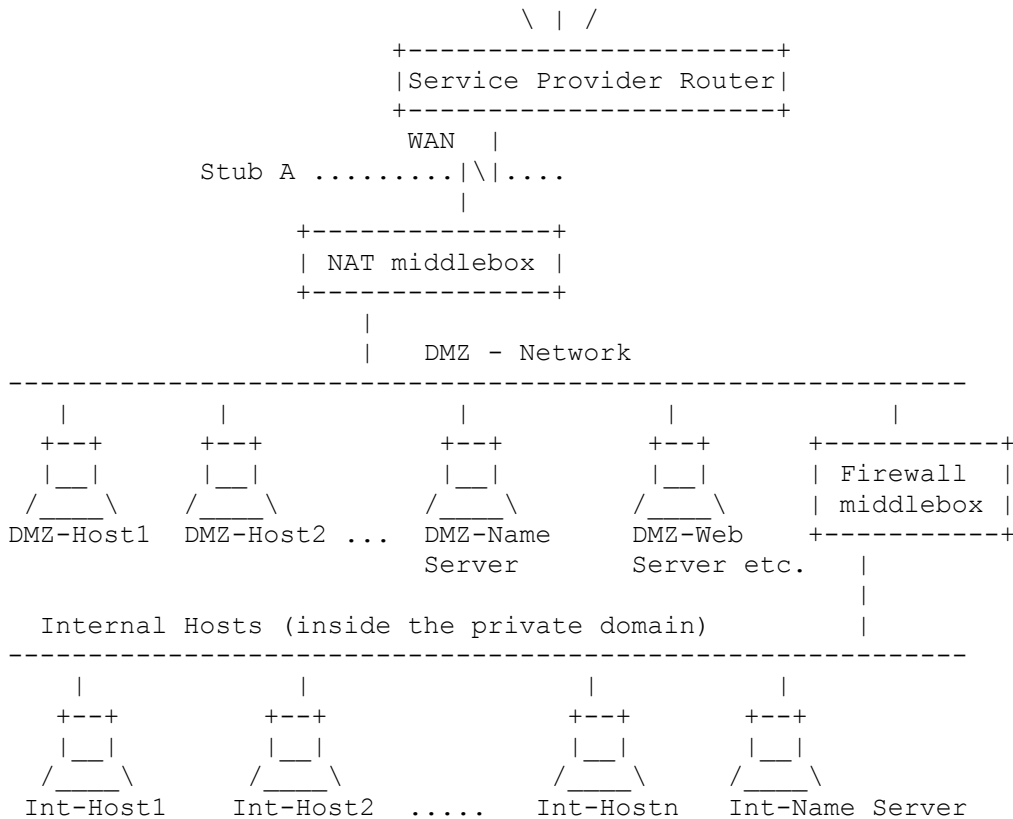 Service Provider Router
WAN
Stub A
NAT middlebox
DMZ - Network
Firewall
middlebox
DMZ-Host1 DMZ-Host2 ... DMZ-Name DMZ-Web
Server Server etc.
Internal Hosts (inside the private domain)
Int-Host1 Int-Host2 ..... Int-Hostn Int-Name Server